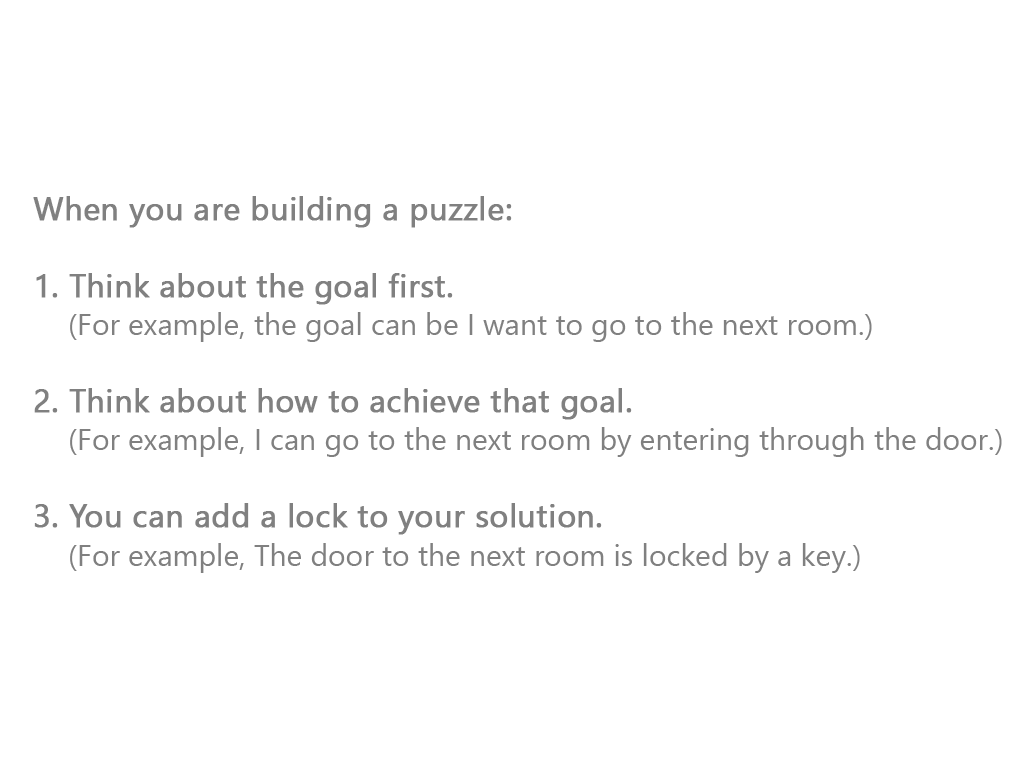 When you are building a puzzle:
1. Think about the goal first.
(For example, the goal can be I want to go to the next room.)
2. Think about how to achieve that goal.
(For example, I can go to the next room by entering through the door.)
3. You can add a lock to your solution.
(For example, The door to the next room is locked by a key.)